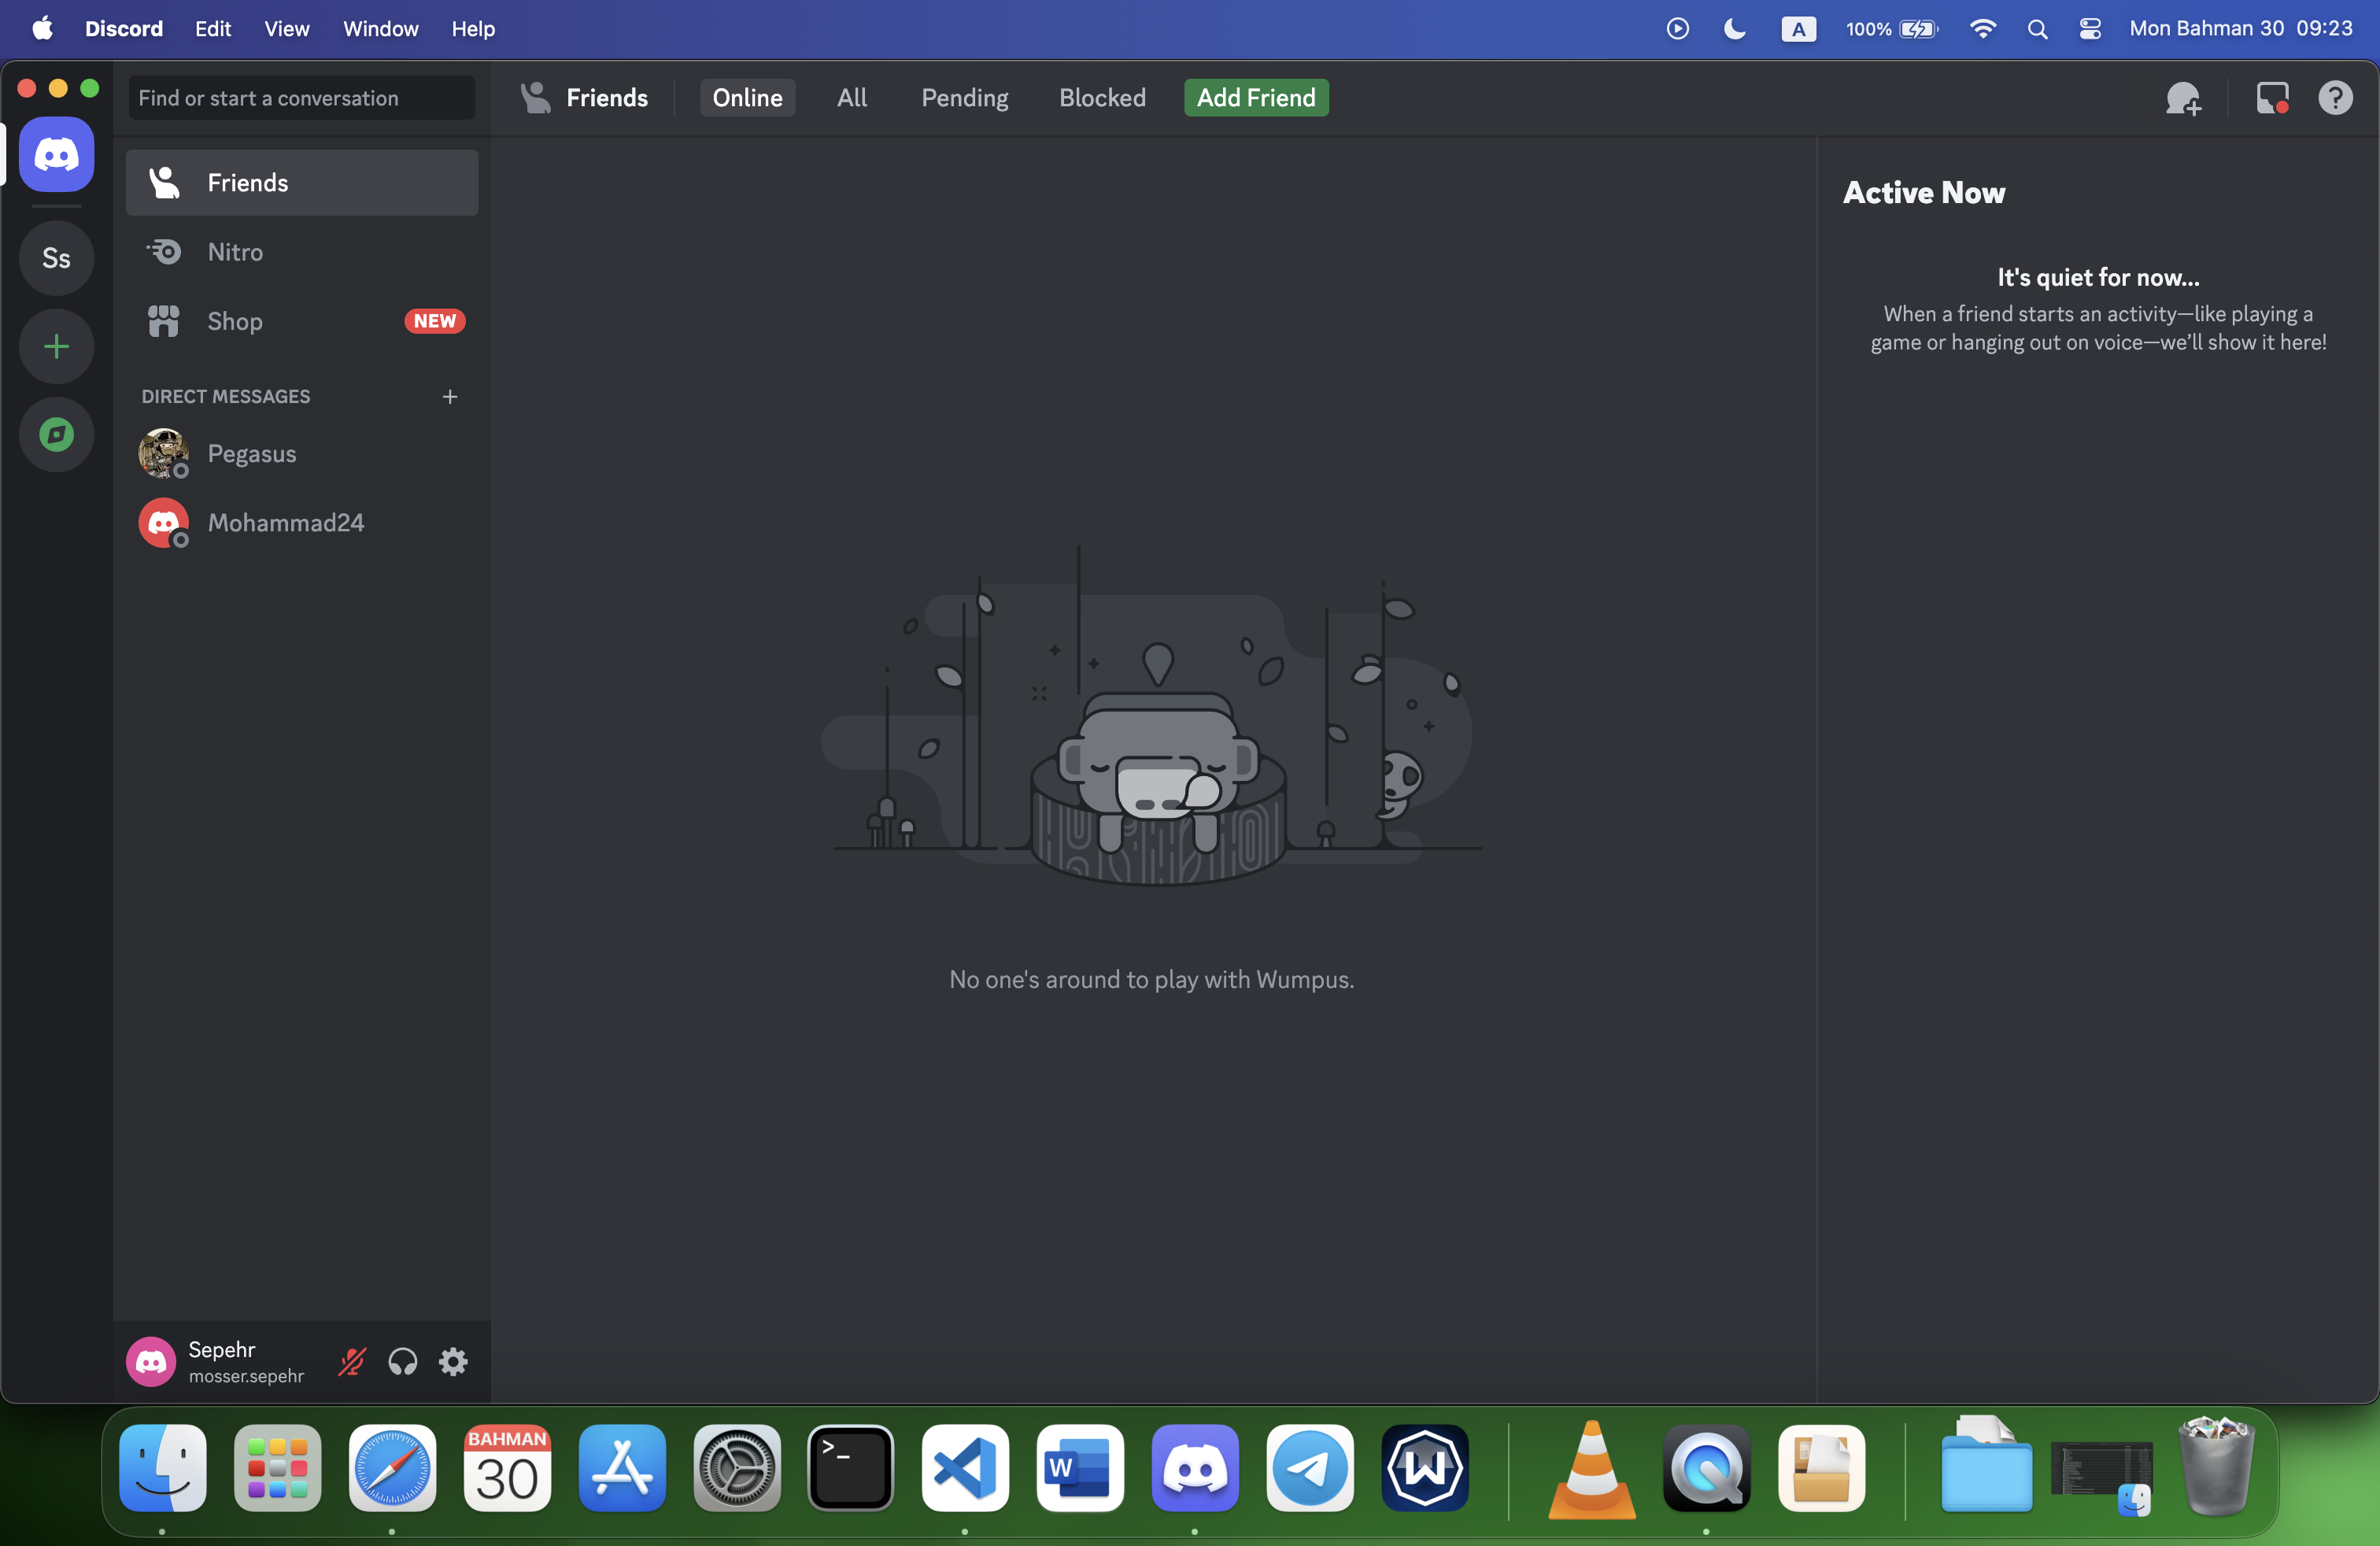 Discord Edit View Window Help
A 100% Mon Bahman 30 09:23
Find or start a conversation
Friends Online All Pending Blocked Add Friend
Ss
Friends
Nitro
Shop NEW
DIRECT MESSAGES
Pegasus
Mohammad24
Active Now
It's quiet for now...
When a friend starts an activity—like playing a
game or hanging out on voice—we’ll show it here!
No one's around to play with Wumpus.
Sepehr
mosser.sepehr
BAHMAN
30
>_
W
W